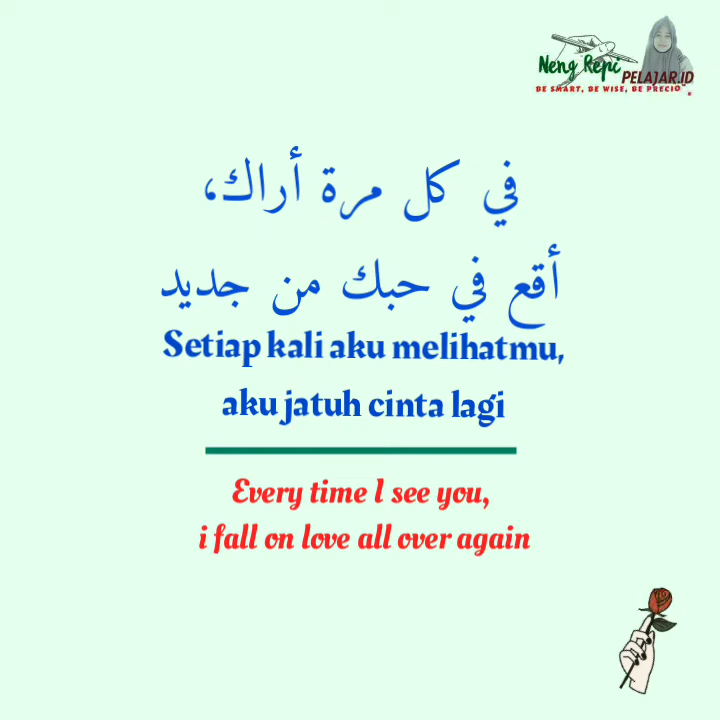 Neng Repi
PELAJAR.ID
BE SMART, BE WISE, BE PRECIO
في كل مرة أراك،
أقع في حبك من جديد
Setiap kali aku melihatmu,
aku jatuh cinta lagi
Every time I see you,
i fall on love all over again